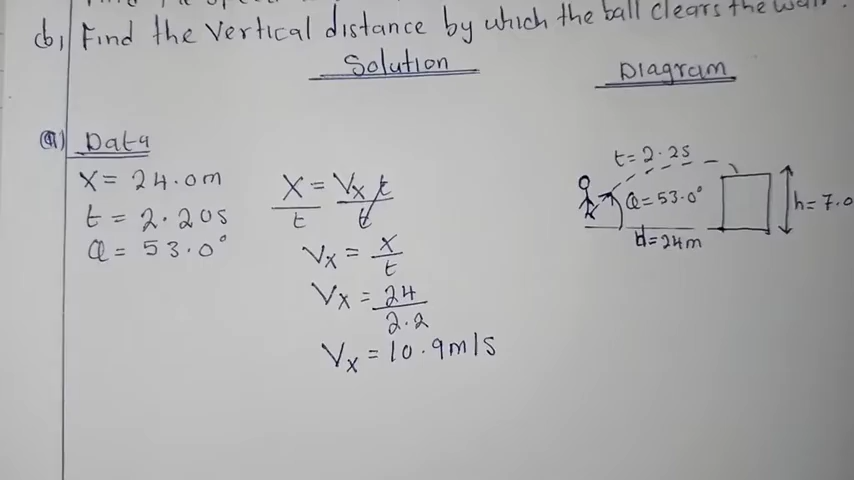 (b) Find the vertical distance by which the ball clears the wall.
Solution
Diagram
(a) Data
X = 24.0m
t = 2.20s
Q = 53.0°
X = Vx t
t t
Vx = x
t
Vx = 24
2.2
Vx = 10.9m/s
t= 2.2s
Q=53.0°
h= 7.0
d=24m